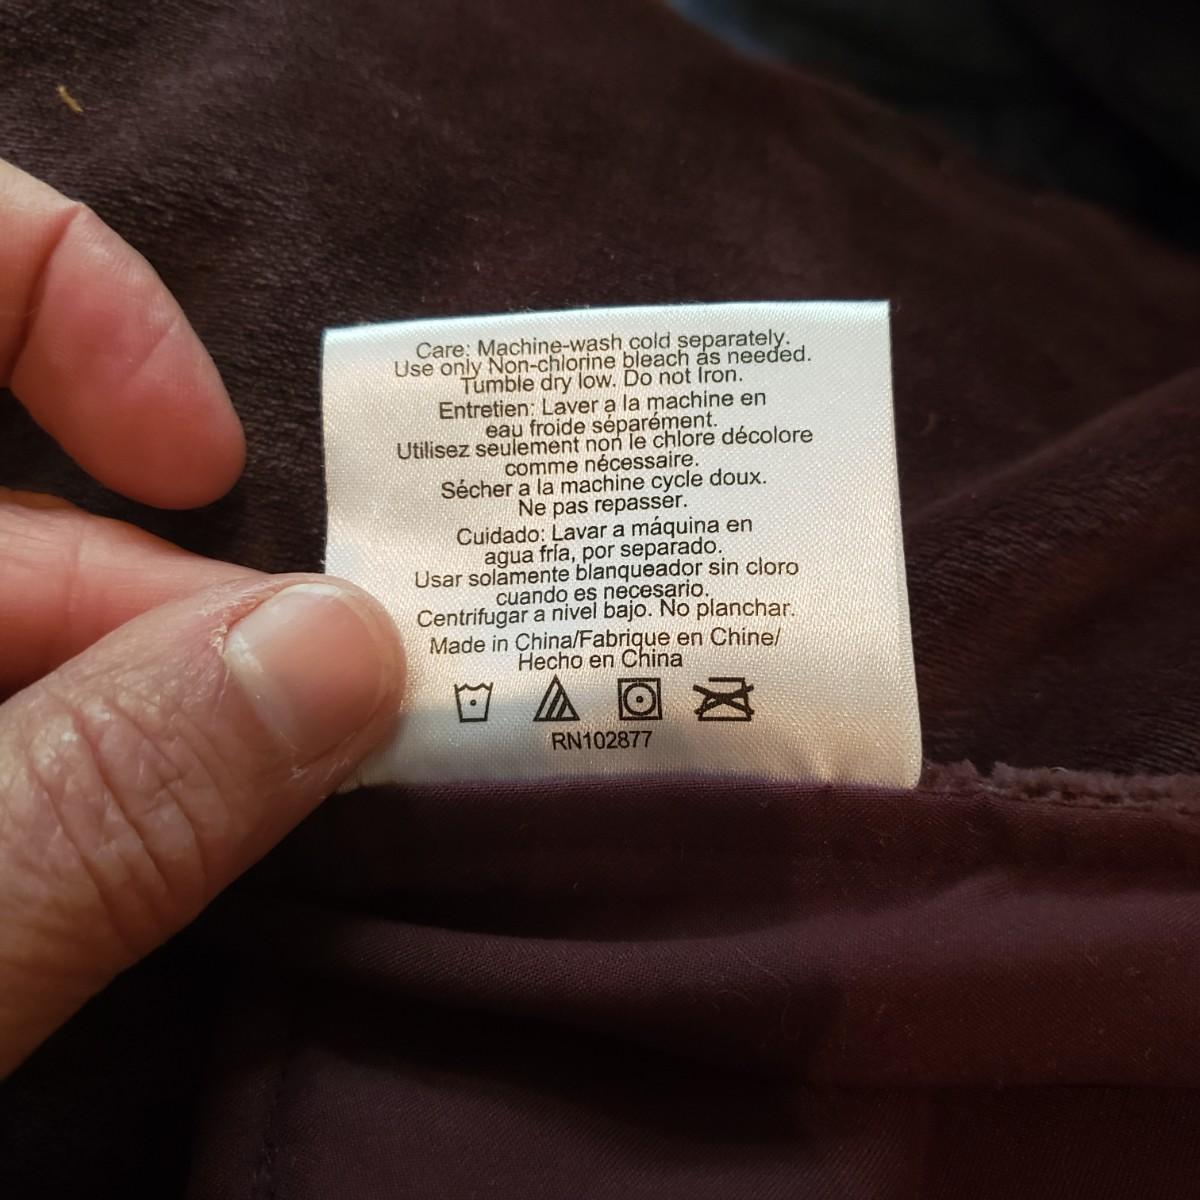 Care: Machine-wash cold separately.
Use only Non-chlorine bleach as needed.
Tumble dry low. Do not Iron.
Entretien: Laver a la machine en
eau froide séparément.
Utilisez seulement non le chlore décolore
comme nécessaire.
Sécher a la machine cycle doux.
Ne pas repasser.
Cuidado: Lavar a máquina en
agua fría, por separado.
Usar solamente blanqueador sin cloro
cuando es necesario.
Centrifugar a nivel bajo. No planchar.
Made in China/Fabrique en Chine/
Hecho en China
RN102877